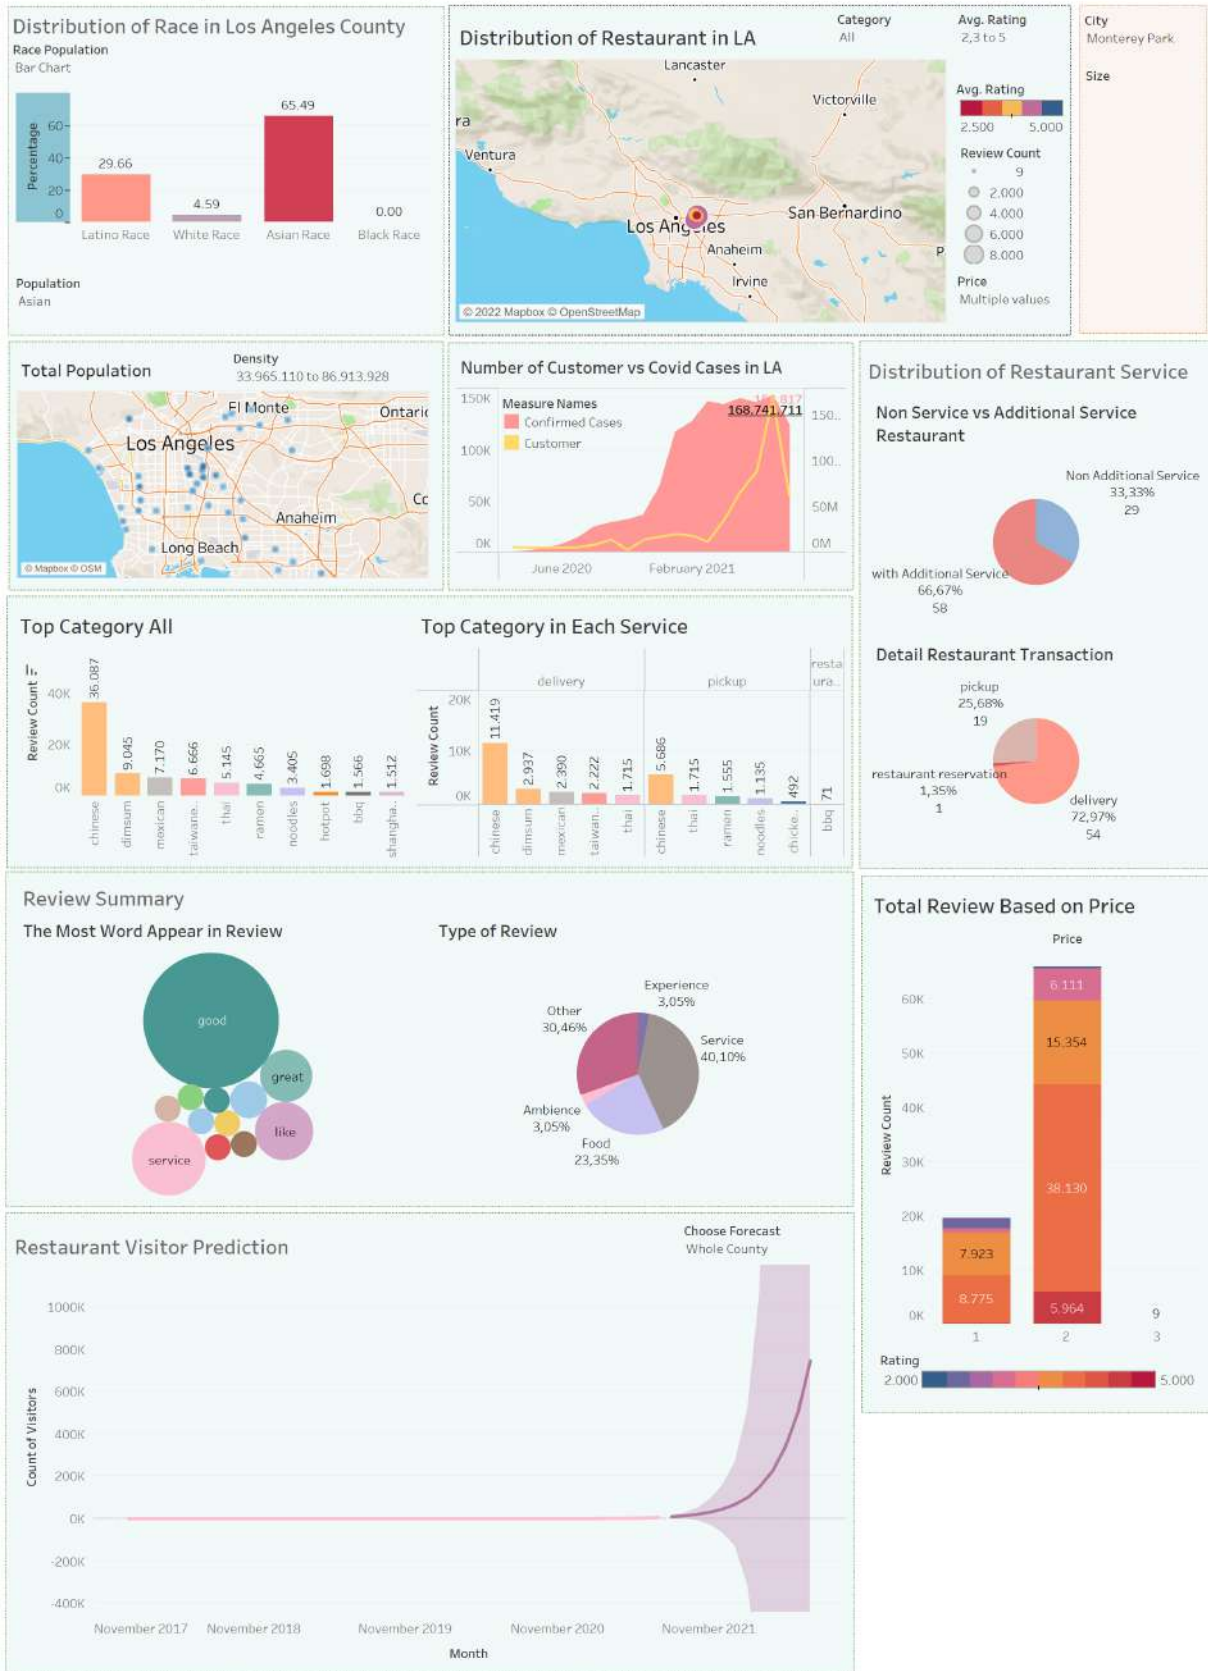 Distribution of Race in Los Angeles County
Race Population
Bar Chart
Percentage
60
40
20
0
29.66
4.59
65.49
0.00
Latino Race
White Race
Asian Race
Black Race
Population
Asian
Distribution of Restaurant in LA
Category
All
Avg. Rating
2,3 to 5
Lancaster
Victorville
ra
Ventura
Los Angeles
San Bernardino
Anaheim
P
Irvine
© 2022 Mapbox © OpenStreetMap
Avg. Rating
2.500 5.000
Review Count
9
2.000
4.000
6.000
8.000
Price
Multiple values
City
Monterey Park
Size
Total Population
Density
33.965.110 to 86.913.928
El Monte
Ontaric
Los Angeles
Cc
Anaheim
Long Beach
© Mapbox © OSM
Number of Customer vs Covid Cases in LA
150K
100K
50K
0K
Measure Names
Confirmed Cases
Customer
168.741.711
150..
100..
50M
0M
June 2020
February 2021
Distribution of Restaurant Service
Non Service vs Additional Service
Restaurant
Non Additional Service
33,33%
29
with Additional Service
66,67%
58
Detail Restaurant Transaction
pickup
25,68%
19
restaurant reservation
1,35%
1
delivery
72,97%
54
Top Category All
Review Count
40K
20K
0K
36.087
9.045
7.170
6.666
5.145
4.665
3.405
1.698
1.566
1.512
chinese
dimsum
mexican
taiwane..
thai
ramen
noodles
hotpot
bbq
shangha..
Top Category in Each Service
delivery
pickup
resta
ura..
Review Count
20K
10K
0K
11.419
2.937
2.390
2.222
1.715
5.686
1.715
1.555
1.135
492
71
chinese
dimsum
mexican
taiwan..
thai
chinese
thai
ramen
noodles
chicke..
bbq
Review Summary
The Most Word Appear in Review
good
great
like
service
Type of Review
Experience
3,05%
Other
30,46%
Service
40,10%
Ambience
3,05%
Food
23,35%
Total Review Based on Price
Price
Review Count
60K
50K
40K
30K
20K
10K
0K
7.923
8.775
6.111
15.354
38.130
5.964
9
1
2
3
Rating
2.000 5.000
Restaurant Visitor Prediction
Choose Forecast
Whole County
Count of Visitors
1000K
800K
600K
400K
200K
0K
-200K
-400K
November 2017
November 2018
November 2019
November 2020
November 2021
Month